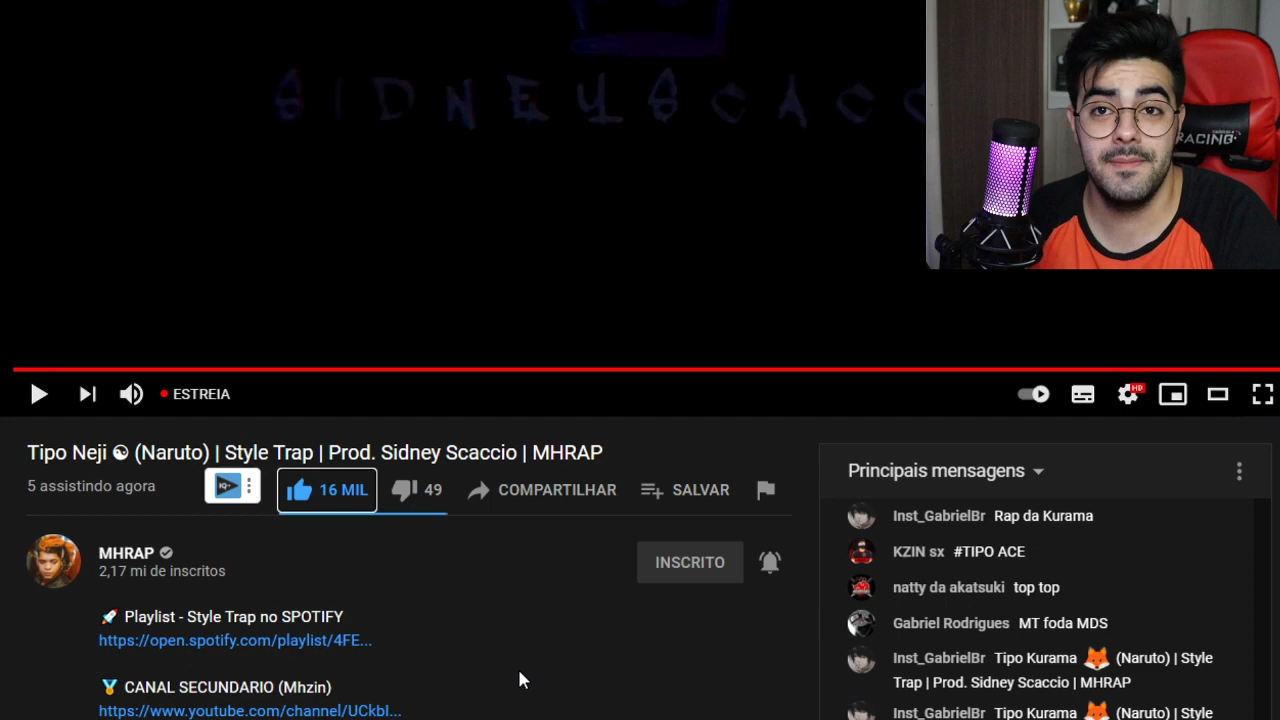 SIDNEYSCACC
RACING
ESTREIA
HD
Tipo Neji ☯ (Naruto) | Style Trap | Prod. Sidney Scaccio | MHRAP
5 assistindo agora
IQ+
16 MIL
49
COMPARTILHAR
SALVAR
MHRAP
2,17 mi de inscritos
INSCRITO
🚀 Playlist - Style Trap no SPOTIFY
https://open.spotify.com/playlist/4FE...
🏅 CANAL SECUNDARIO (Mhzin)
https://www.youtube.com/channel/UCkbI...
Principais mensagens
Inst_GabrielBr Rap da Kurama
KZIN sx #TIPO ACE
natty da akatsuki top top
Gabriel Rodrigues MT foda MDS
Inst_GabrielBr Tipo Kurama 🦊 (Naruto) | Style
Trap | Prod. Sidney Scaccio | MHRAP
Inst_GabrielBr Tipo Kurama 🦊 (Naruto) | Style